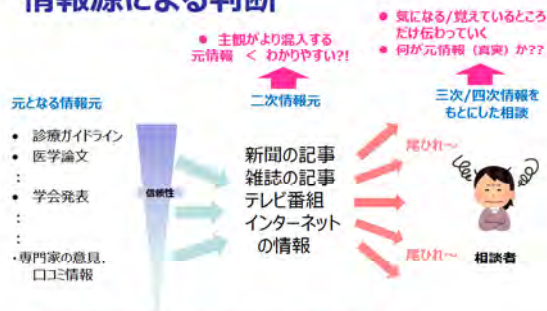 情報源による判断
● 主観がより混入する
元情報 < わかりやすい?!
● 気になる/覚えているところ
だけ伝わっていく
● 何が元情報（真実）か??
元となる情報元
二次情報元
三次/四次情報を
もとにした相談
• 診療ガイドライン
• 医学論文
:
• 学会発表
:
:
・専門家の意見.
口コミ情報
信頼性
新聞の記事
雑誌の記事
テレビ番組
インターネット
の情報
尾ひれ～
尾ひれ～
相談者